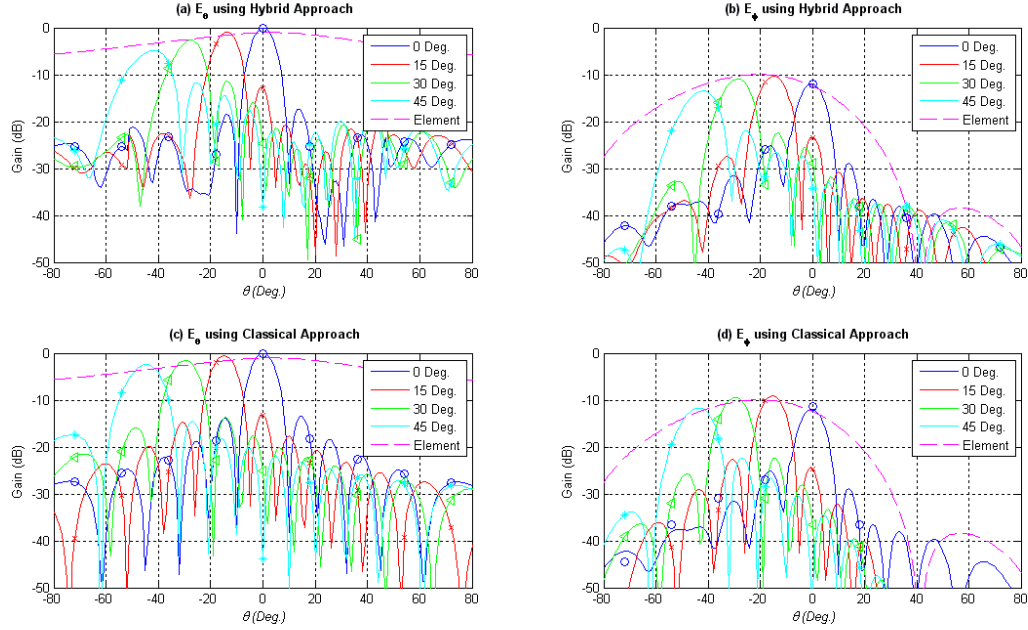 (a) E_θ using Hybrid Approach
Gain (dB)
0
-10
-20
-30
-40
-50
-80 -60 -40 -20 0 20 40 60 80
θ (Deg.)
0 Deg.
15 Deg.
30 Deg.
45 Deg.
Element
(b) E_ϕ using Hybrid Approach
Gain (dB)
0
-10
-20
-30
-40
-50
-80 -60 -40 -20 0 20 40 60 80
θ (Deg.)
0 Deg.
15 Deg.
30 Deg.
45 Deg.
Element
(c) E_θ using Classical Approach
Gain (dB)
0
-10
-20
-30
-40
-50
-80 -60 -40 -20 0 20 40 60 80
θ (Deg.)
0 Deg.
15 Deg.
30 Deg.
45 Deg.
Element
(d) E_ϕ using Classical Approach
Gain (dB)
0
-10
-20
-30
-40
-50
-80 -60 -40 -20 0 20 40 60 80
θ (Deg.)
0 Deg.
15 Deg.
30 Deg.
45 Deg.
Element